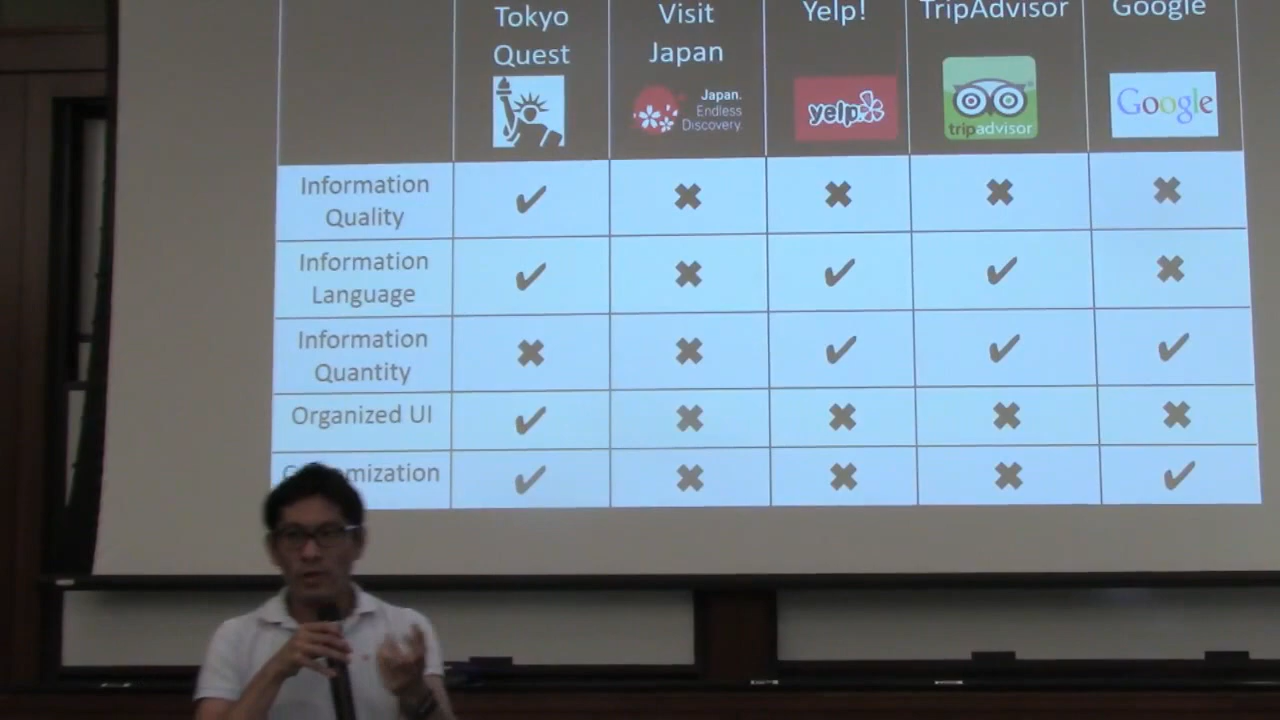 Tokyo Quest
Visit Japan
Yelp!
TripAdvisor
Google
Japan.
Endless
Discovery.
yelp
tripadvisor
Google
Information Quality
✔ ✖ ✖ ✖ ✖
Information Language
✔ ✖ ✔ ✔ ✖
Information Quantity
✖ ✖ ✔ ✔ ✔
Organized UI
✔ ✖ ✖ ✖ ✖
mization
✔ ✖ ✖ ✖ ✔